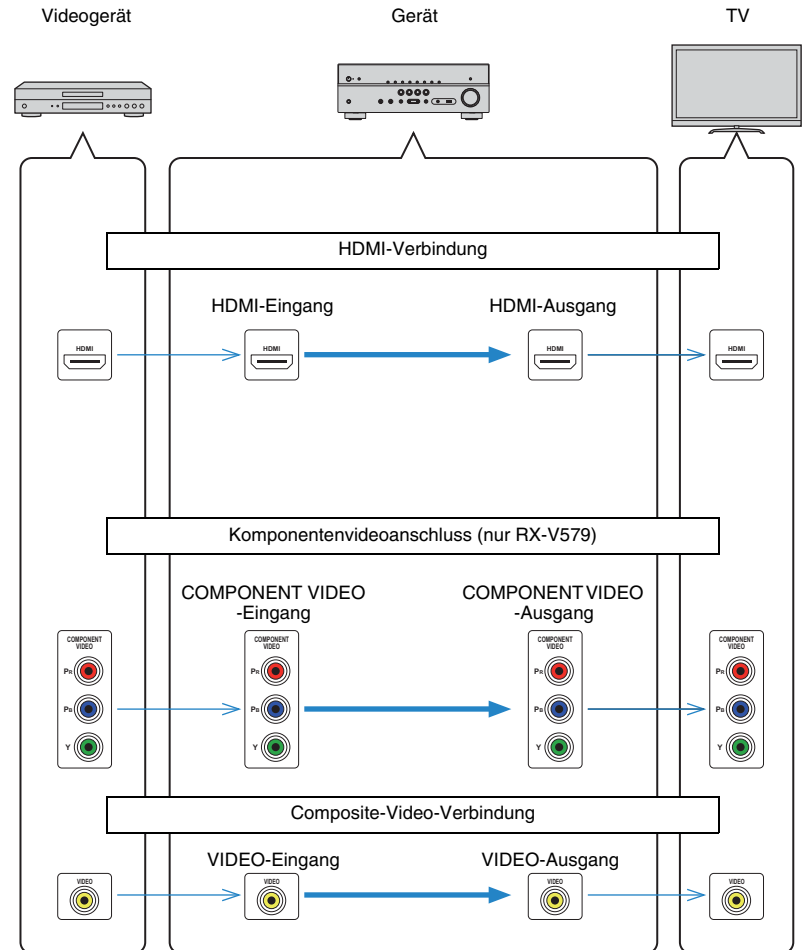 Videogerät
Gerät
TV
HDMI-Verbindung
HDMI-Eingang
HDMI-Ausgang
HDMI
HDMI
HDMI
HDMI
Komponentenvideoanschluss (nur RX-V579)
COMPONENT VIDEO
-Eingang
COMPONENT VIDEO
-Ausgang
COMPONENT
VIDEO
PR
PB
Y
COMPONENT
VIDEO
PR
PB
Y
COMPONENT
VIDEO
PR
PB
Y
COMPONENT
VIDEO
PR
PB
Y
Composite-Video-Verbindung
VIDEO-Eingang
VIDEO-Ausgang
VIDEO
VIDEO
VIDEO
VIDEO